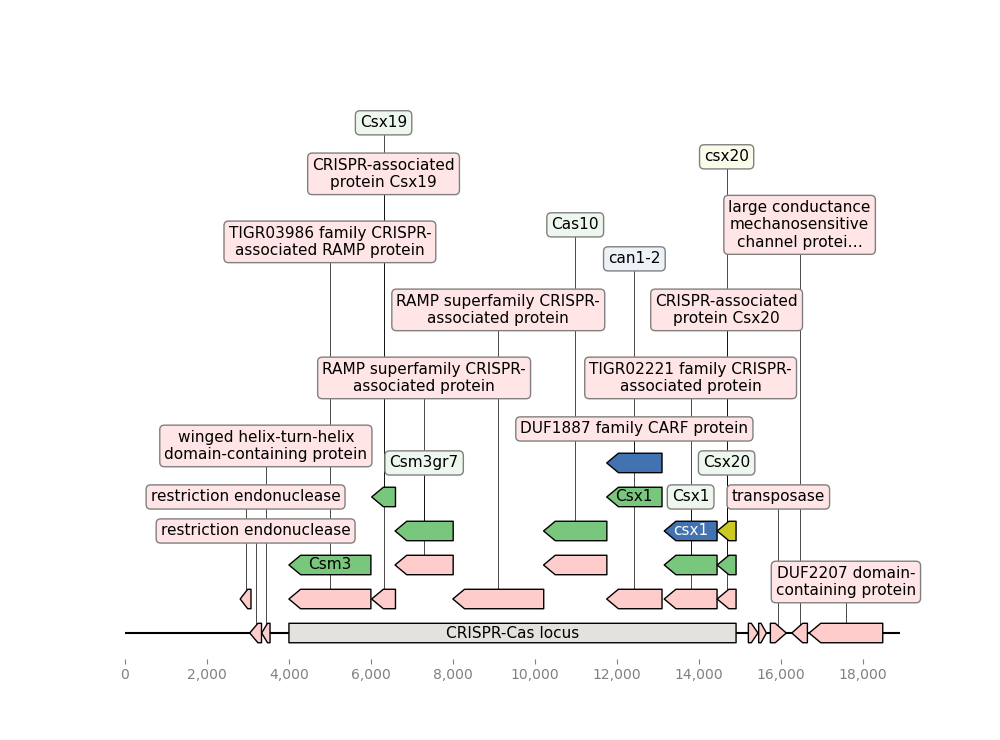 Csx19
CRISPR-associated
protein Csx19
csx20
large conductance
mechanosensitive
channel protei…
TIGR03986 family CRISPR-
associated RAMP protein
Cas10
can1-2
RAMP superfamily CRISPR-
associated protein
CRISPR-associated
protein Csx20
RAMP superfamily CRISPR-
associated protein
TIGR02221 family CRISPR-
associated protein
DUF1887 family CARF protein
winged helix-turn-helix
domain-containing protein
Csm3gr7
Csx20
restriction endonuclease
Csx1
Csx1
transposase
restriction endonuclease
csx1
Csm3
DUF2207 domain-
containing protein
CRISPR-Cas locus
0
2,000
4,000
6,000
8,000
10,000
12,000
14,000
16,000
18,000